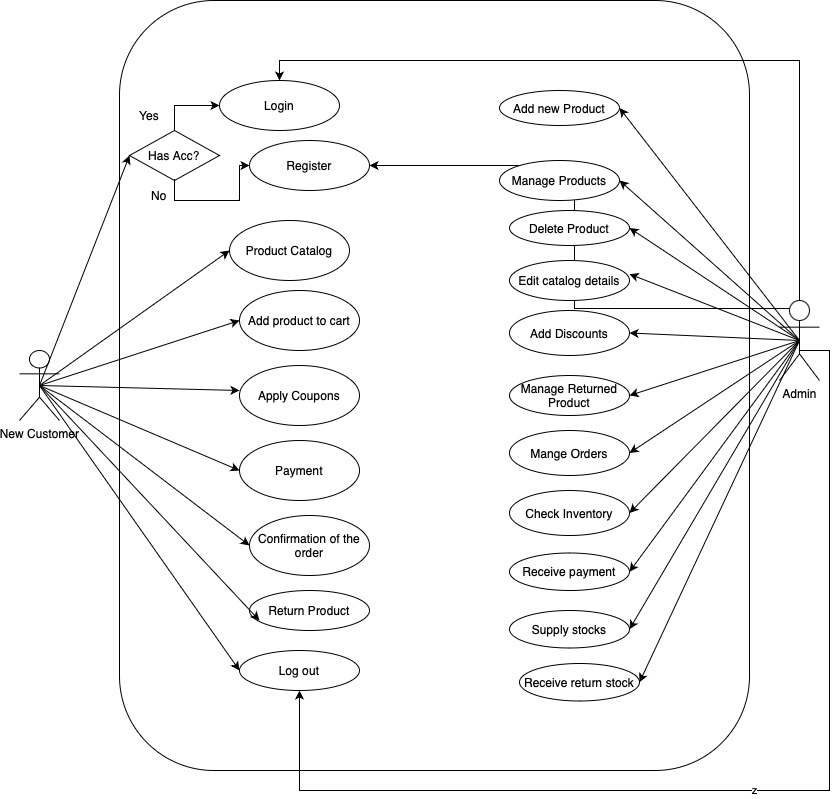 Login
Yes
Has Acc?
No
Register
Product Catalog
Add product to cart
Apply Coupons
Payment
Confirmation of the
order
Return Product
Log out
New Customer
Add new Product
Manage Products
Delete Product
Edit catalog details
Add Discounts
Manage Returned
Product
Mange Orders
Check Inventory
Receive payment
Supply stocks
Receive return stock
Admin
z